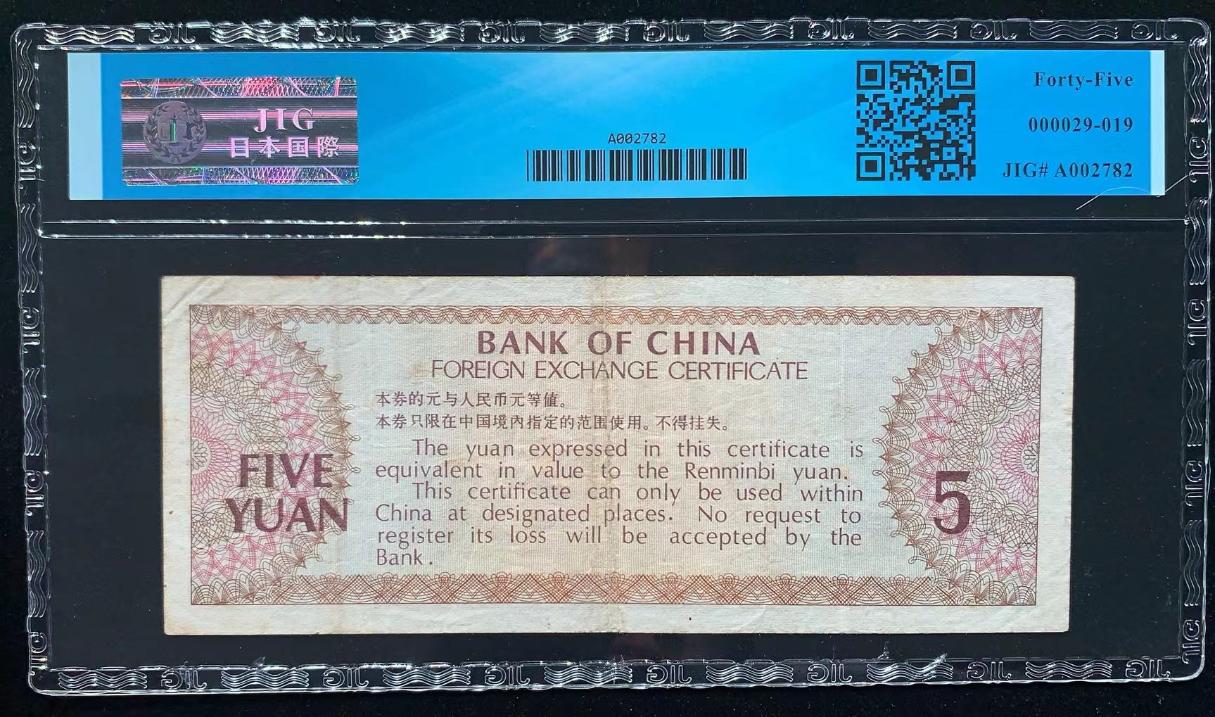 JIG
日本国際
A002782
Forty-Five
000029-019
JIG# A002782
BANK OF CHINA
FOREIGN EXCHANGE CERTIFICATE
本券的元与人民币元等值。
本券只限在中国境内指定的范围使用。不得挂失。
The yuan expressed in this certificate is
equivalent in value to the Renminbi yuan.
This certificate can only be used within
China at designated places. No request to
register its loss will be accepted by the
Bank.
FIVE
YUAN
5